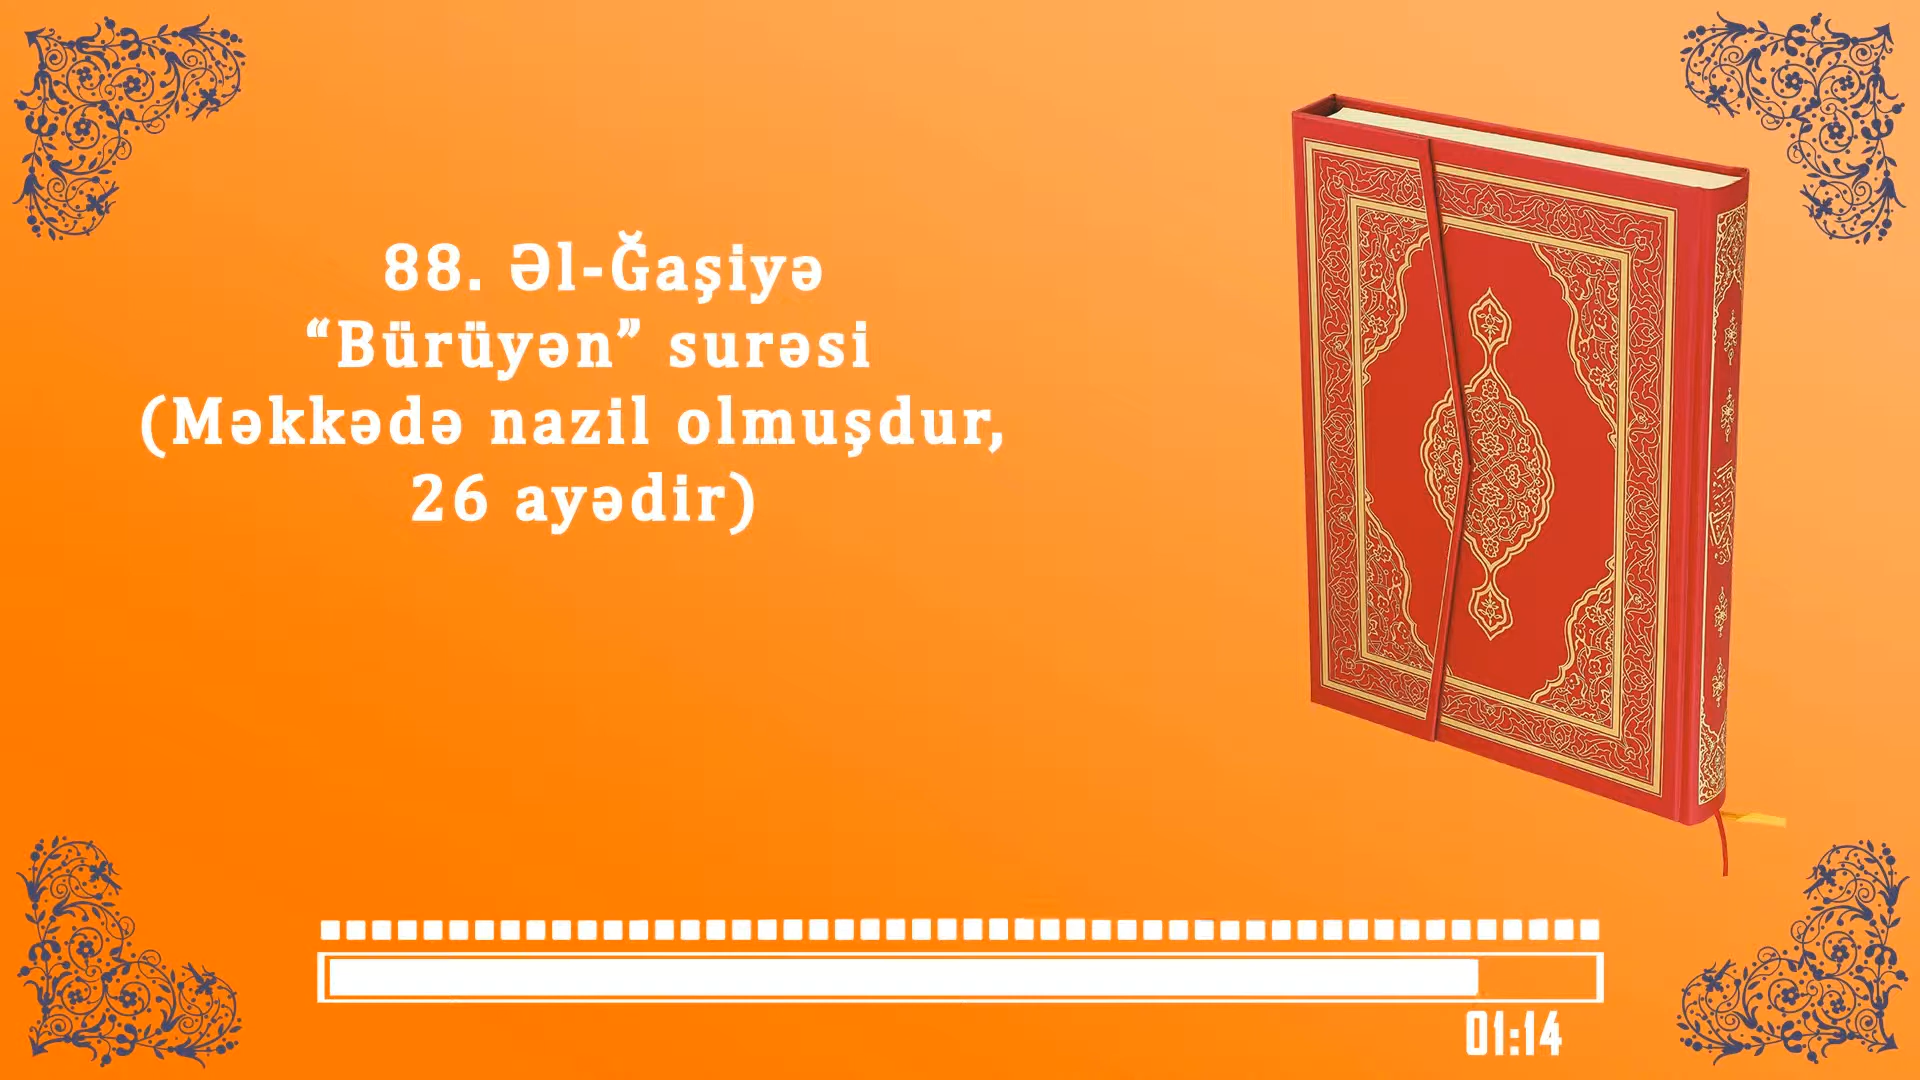 88. Əl-Ğaşiyə
“Bürüyən” surəsi
(Məkkədə nazil olmuşdur,
26 ayədir)
01:14